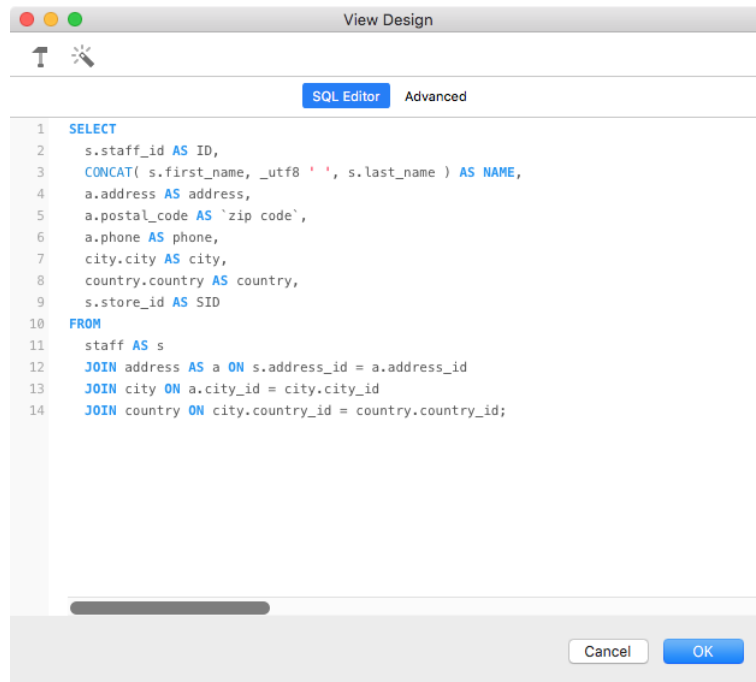 View Design
SQL Editor Advanced
1 SELECT
2 s.staff_id AS ID,
3 CONCAT( s.first_name, _utf8 ' ', s.last_name ) AS NAME,
4 a.address AS address,
5 a.postal_code AS `zip code`,
6 a.phone AS phone,
7 city.city AS city,
8 country.country AS country,
9 s.store_id AS SID
10 FROM
11 staff AS s
12 JOIN address AS a ON s.address_id = a.address_id
13 JOIN city ON a.city_id = city.city_id
14 JOIN country ON city.country_id = country.country_id;
Cancel OK